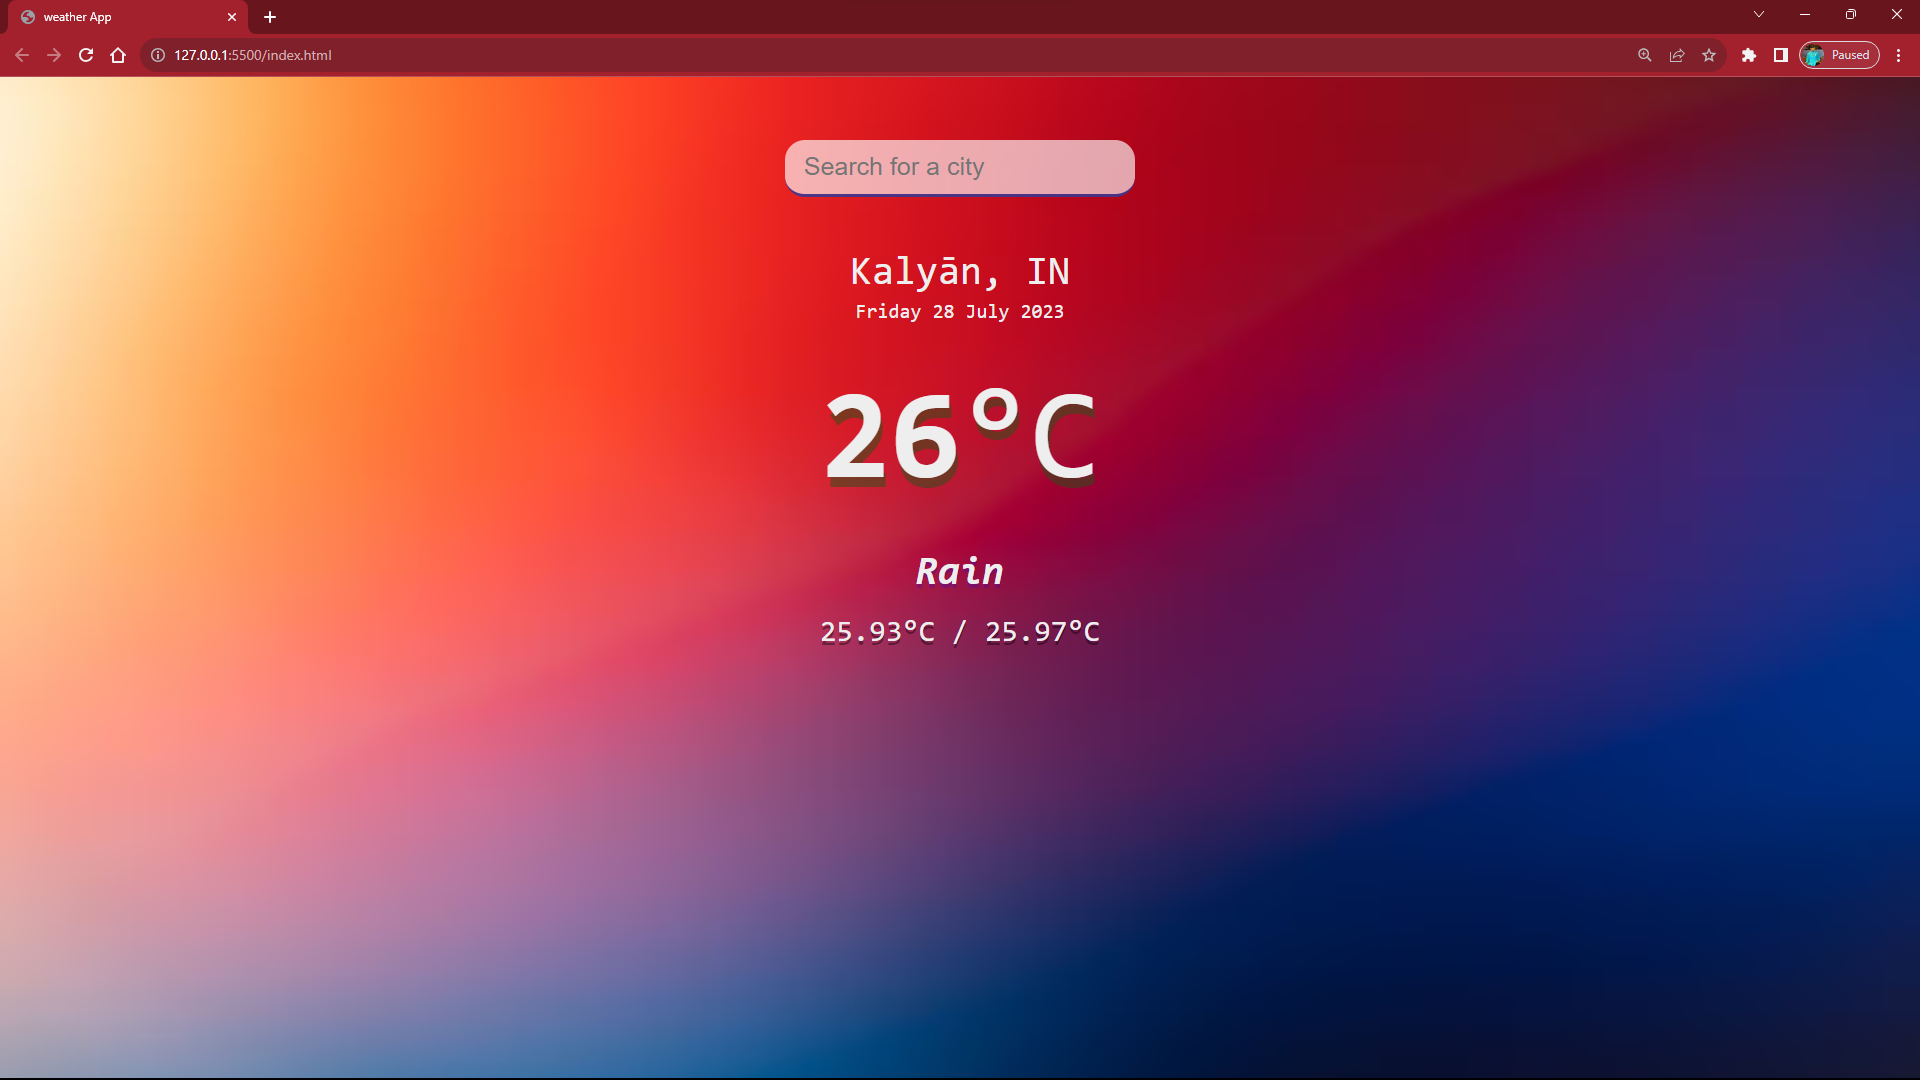 weather App
127.0.0.1:5500/index.html
Paused
Search for a city
Kalyān, IN
Friday 28 July 2023
26°C
Rain
25.93°C / 25.97°C